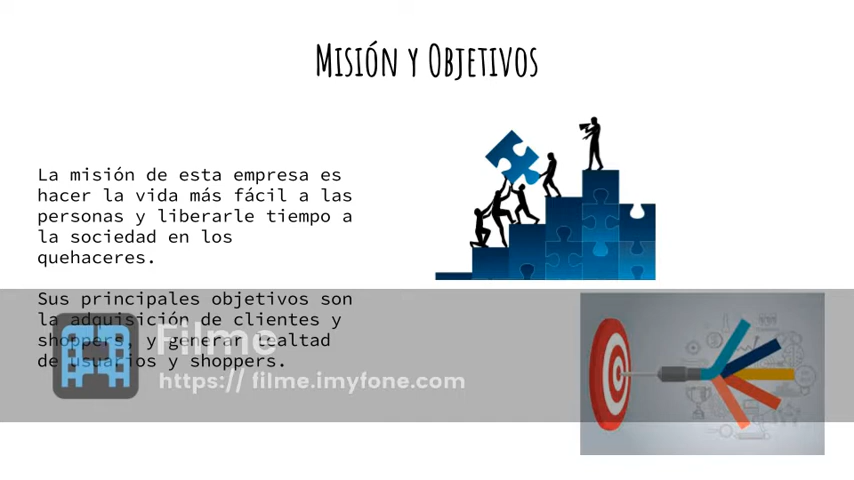 Misión y Objetivos
La misión de esta empresa es
hacer la vida más fácil a las
personas y liberarle tiempo a
la sociedad en los
quehaceres.
Sus principales objetivos son
la adquisición de clientes y
shoppers, y generar lealtad
de usuarios y shoppers.
Filme
https:// filme.imyfone.com